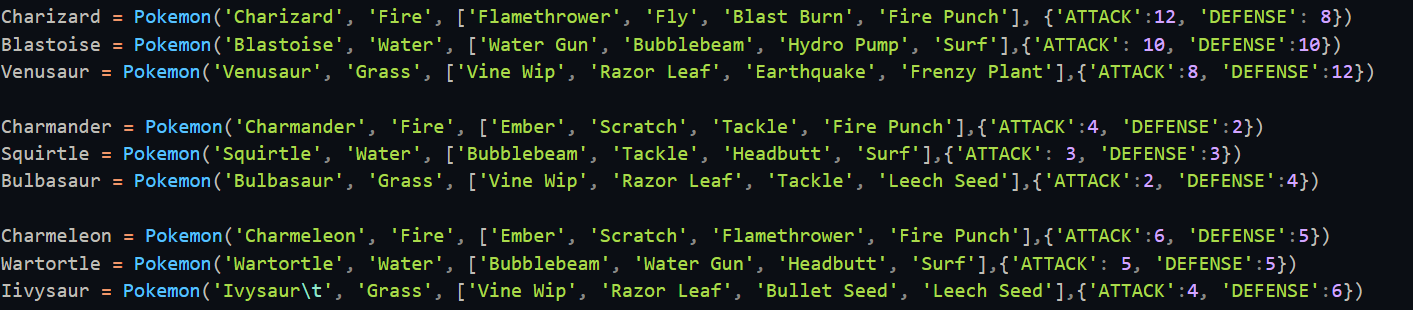 Charizard = Pokemon('Charizard', 'Fire', ['Flamethrower', 'Fly', 'Blast Burn', 'Fire Punch'], {'ATTACK':12, 'DEFENSE': 8})
Blastoise = Pokemon('Blastoise', 'Water', ['Water Gun', 'Bubblebeam', 'Hydro Pump', 'Surf'],{'ATTACK': 10, 'DEFENSE':10})
Venusaur = Pokemon('Venusaur', 'Grass', ['Vine Wip', 'Razor Leaf', 'Earthquake', 'Frenzy Plant'],{'ATTACK':8, 'DEFENSE':12})
Charmander = Pokemon('Charmander', 'Fire', ['Ember', 'Scratch', 'Tackle', 'Fire Punch'],{'ATTACK':4, 'DEFENSE':2})
Squirtle = Pokemon('Squirtle', 'Water', ['Bubblebeam', 'Tackle', 'Headbutt', 'Surf'],{'ATTACK': 3, 'DEFENSE':3})
Bulbasaur = Pokemon('Bulbasaur', 'Grass', ['Vine Wip', 'Razor Leaf', 'Tackle', 'Leech Seed'],{'ATTACK':2, 'DEFENSE':4})
Charmeleon = Pokemon('Charmeleon', 'Fire', ['Ember', 'Scratch', 'Flamethrower', 'Fire Punch'],{'ATTACK':6, 'DEFENSE':5})
Wartortle = Pokemon('Wartortle', 'Water', ['Bubblebeam', 'Water Gun', 'Headbutt', 'Surf'],{'ATTACK': 5, 'DEFENSE':5})
Iivysaur = Pokemon('Ivysaur\t', 'Grass', ['Vine Wip', 'Razor Leaf', 'Bullet Seed', 'Leech Seed'],{'ATTACK':4, 'DEFENSE':6})